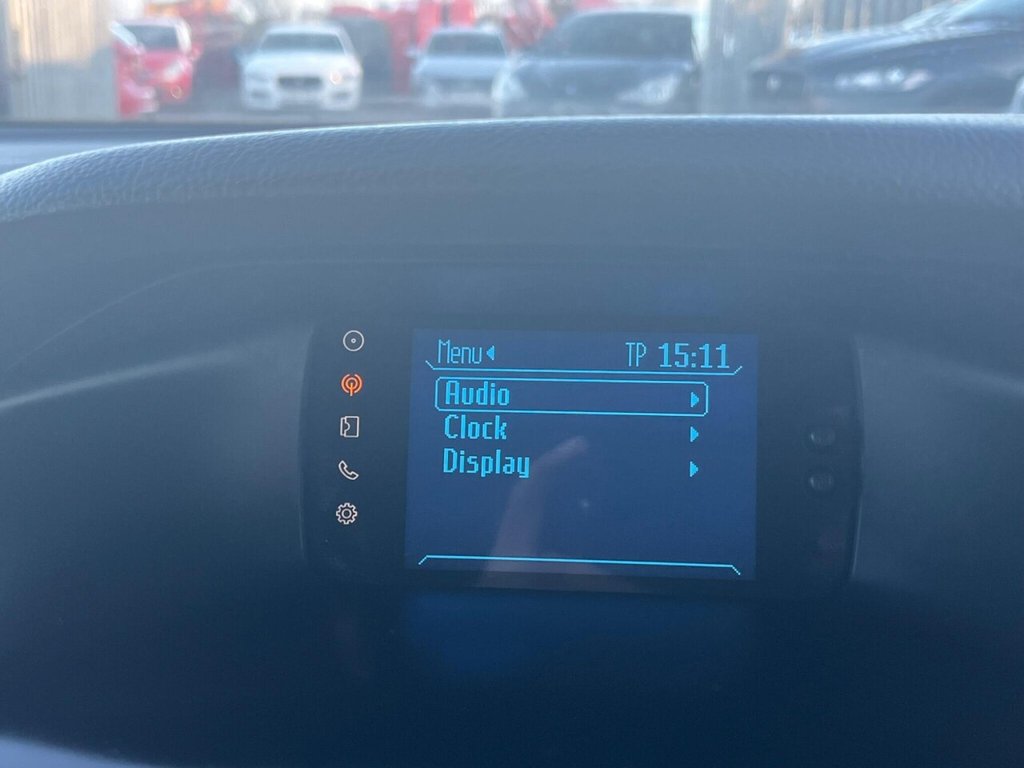 Menu TP 15:11
Audio
Clock
Display